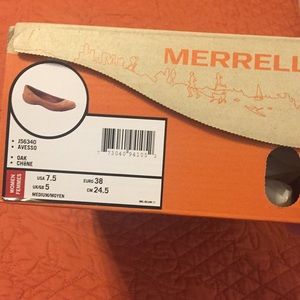 MERRELL
J56340
AVESSO
OAK
CHÊNE
WOMEN
FEMMES
USA 7.5
EURO 38
UK/GB 5
CM 24.5
MEDIUM/MOYEN